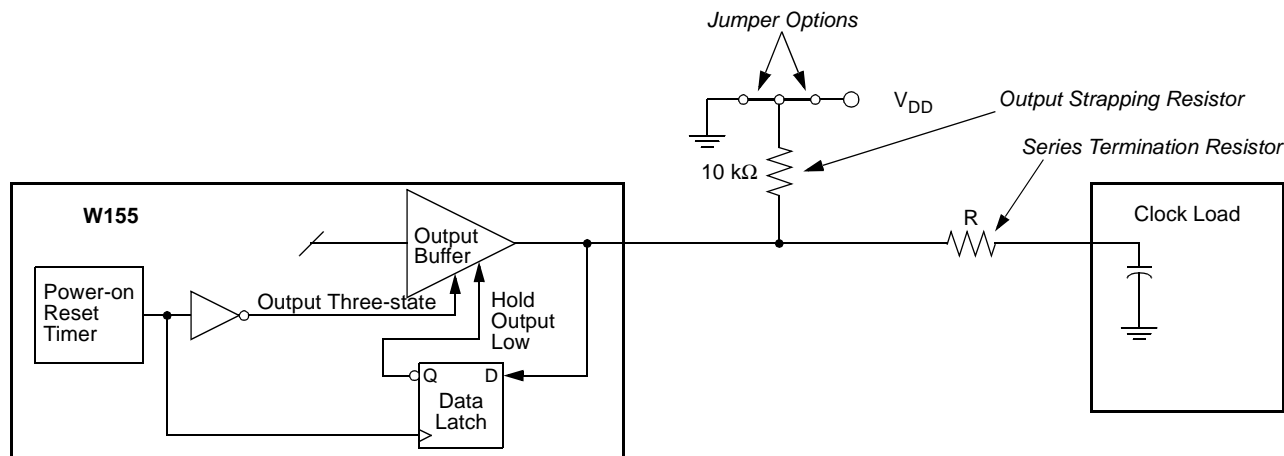 Jumper Options
V_DD
Output Strapping Resistor
10 kΩ
Series Termination Resistor
W155
Output
Buffer
R
Clock Load
Power-on
Reset
Timer
Output Three-state
Hold
Output
Low
Q
D
Data
Latch